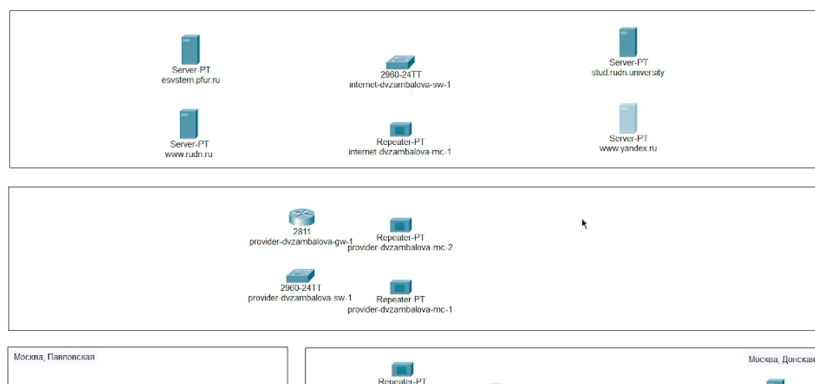 Server-PT
esystem.pfur.ru
2960-24TT
internet-dvzambalova-sw-1
Server-PT
stud.rudn.university
Server-PT
www.rudn.ru
Repeater-PT
internet-dvzambalova-mc-1
Server-PT
www.yandex.ru
2811
provider-dvzambalova-gw-1
Repeater-PT
provider-dvzambalova-mc-2
2960-24TT
provider-dvzambalova-sw-1
Repeater-PT
provider-dvzambalova-mc-1
Москва, Павловская
Москва, Донская
Repeater-PT